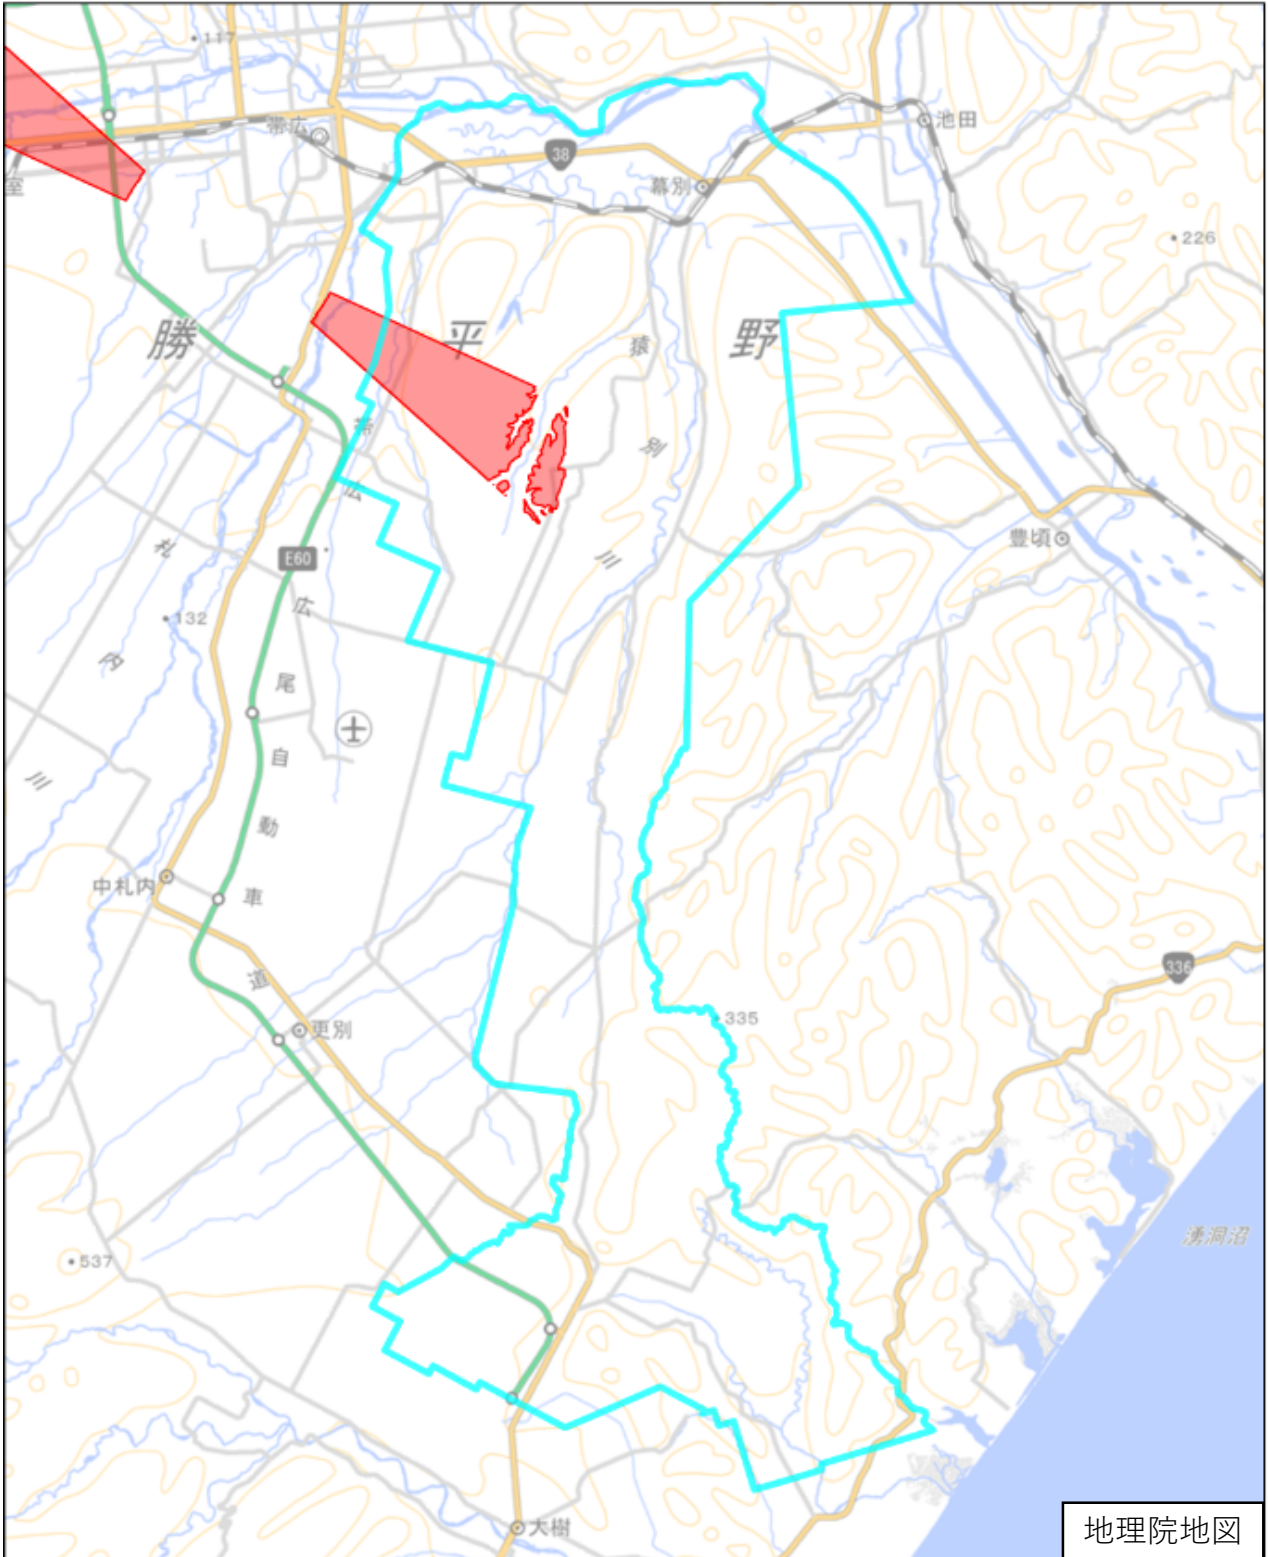 117
帯広
池田
38
幕別
室
226
勝
平
野
猿
別
川
帯
広
広
尾
自
動
車
道
E60
豊頃
札
内
川
132
中札内
336
335
更別
湧洞沼
537
大樹
地理院地図